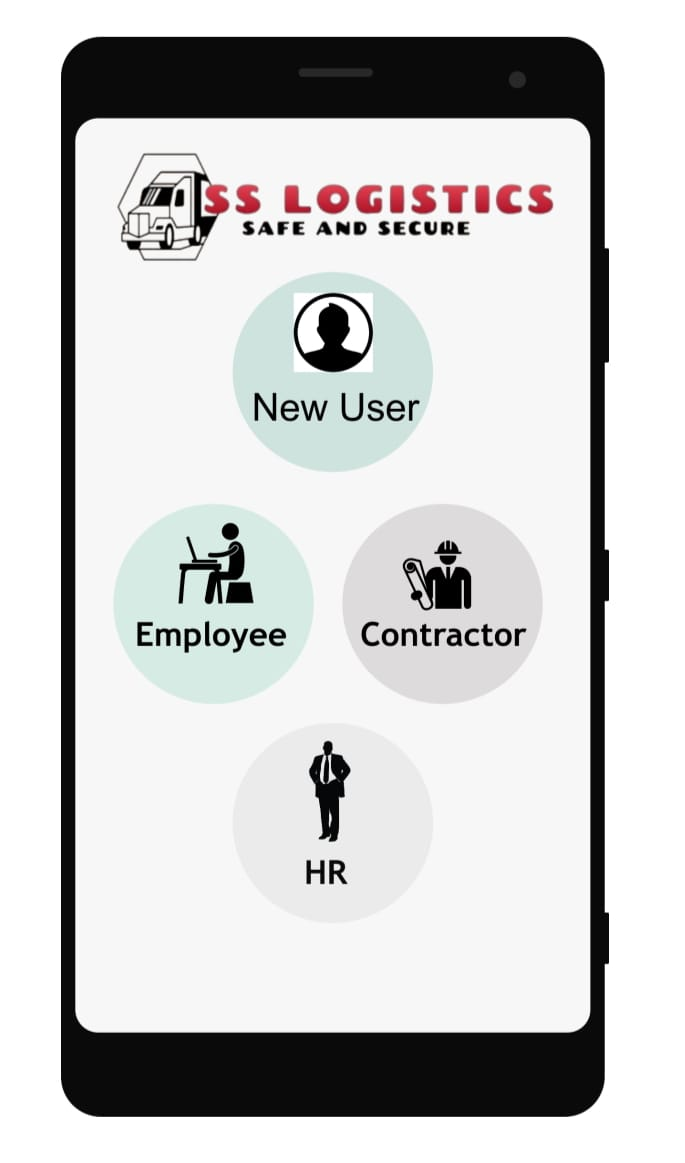 SS LOGISTICS
SAFE AND SECURE
New User
Employee
Contractor
HR